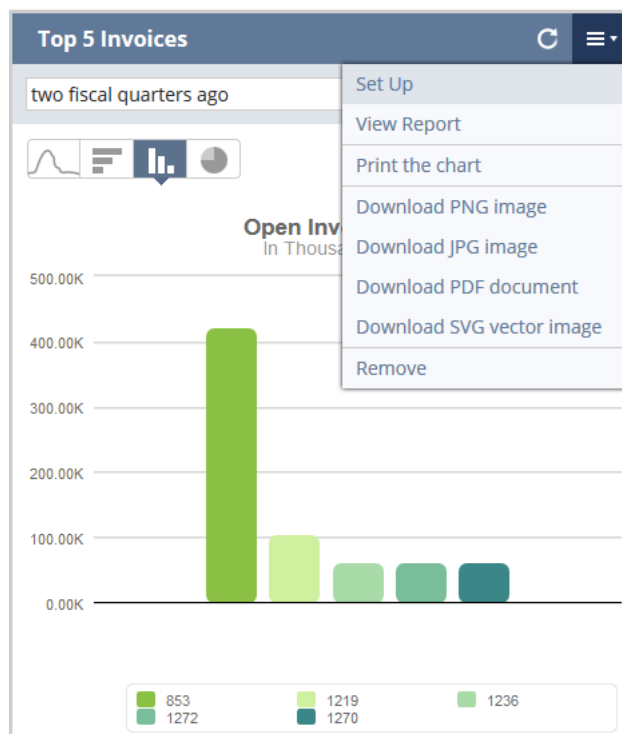 Top 5 Invoices
two fiscal quarters ago
Set Up
View Report
Print the chart
Download PNG image
Download JPG image
Download PDF document
Download SVG vector image
Remove
Open
In
500.00K
400.00K
300.00K
200.00K
100.00K
0.00K
853 1219 1236
1272 1270